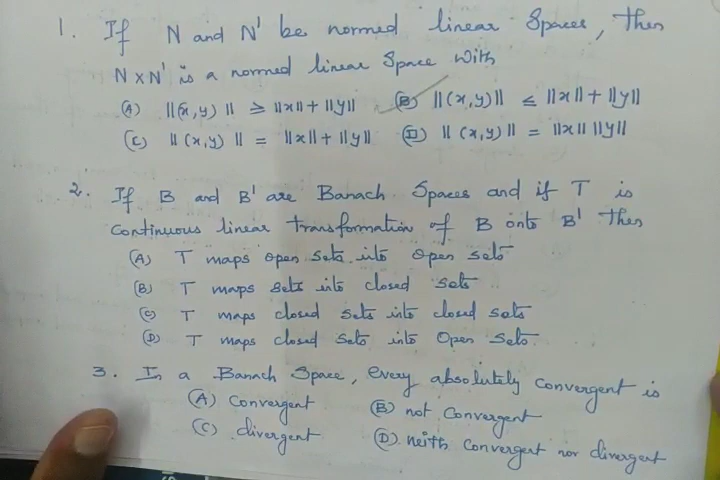 1. If N and N' be normed linear Spaces, then
N x N' is a normed linear Space with
(A) ||(x,y)|| ≥ ||x|| + ||y|| (B) ||(x,y)|| ≤ ||x|| + ||y||
(C) ||(x,y)|| = ||x|| + ||y|| (D) ||(x,y)|| = ||x|| ||y||
2. If B and B' are Banach Spaces and if T is
continuous linear transformation of B onto B' then
(A) T maps open sets into open sets
(B) T maps sets into closed sets
(C) T maps closed sets into closed sets
(D) T maps closed sets into Open sets.
3. In a Banach Space, every absolutely convergent is
(A) convergent (B) not convergent
(C) divergent (D) neith convergent nor divergent